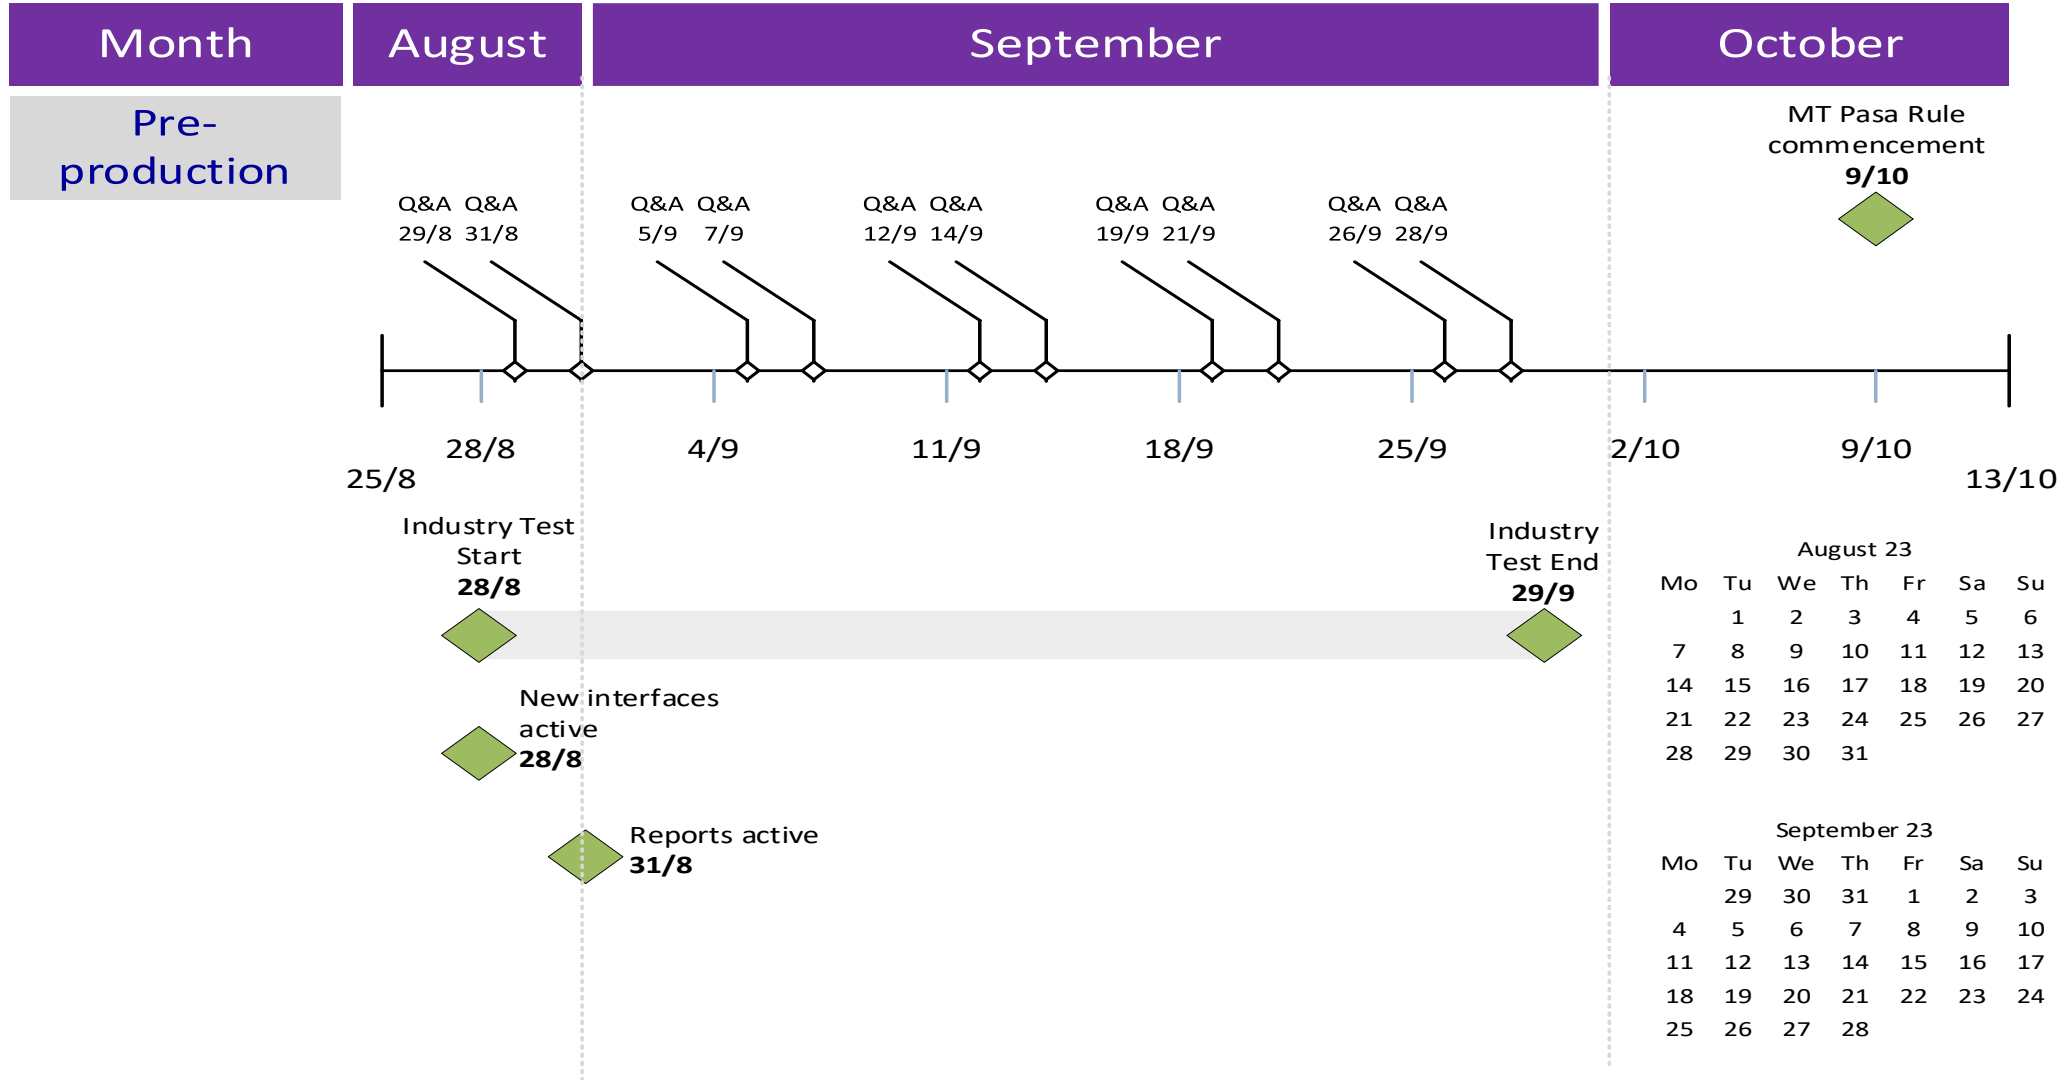 Month August September October
Pre-
production
MT Pasa Rule
commencement
9/10
Q&A Q&A Q&A Q&A Q&A Q&A Q&A Q&A Q&A Q&A
29/8 31/8 5/9 7/9 12/9 14/9 19/9 21/9 26/9 28/9
28/8 4/9 11/9 18/9 25/9 2/10 9/10
25/8 13/10
Industry Test
Start
28/8
Industry
Test End
29/9
New interfaces
active
28/8
Reports active
31/8
August 23
Mo Tu We Th Fr Sa Su
1 2 3 4 5 6
7 8 9 10 11 12 13
14 15 16 17 18 19 20
21 22 23 24 25 26 27
28 29 30 31
September 23
Mo Tu We Th Fr Sa Su
29 30 31 1 2 3
4 5 6 7 8 9 10
11 12 13 14 15 16 17
18 19 20 21 22 23 24
25 26 27 28